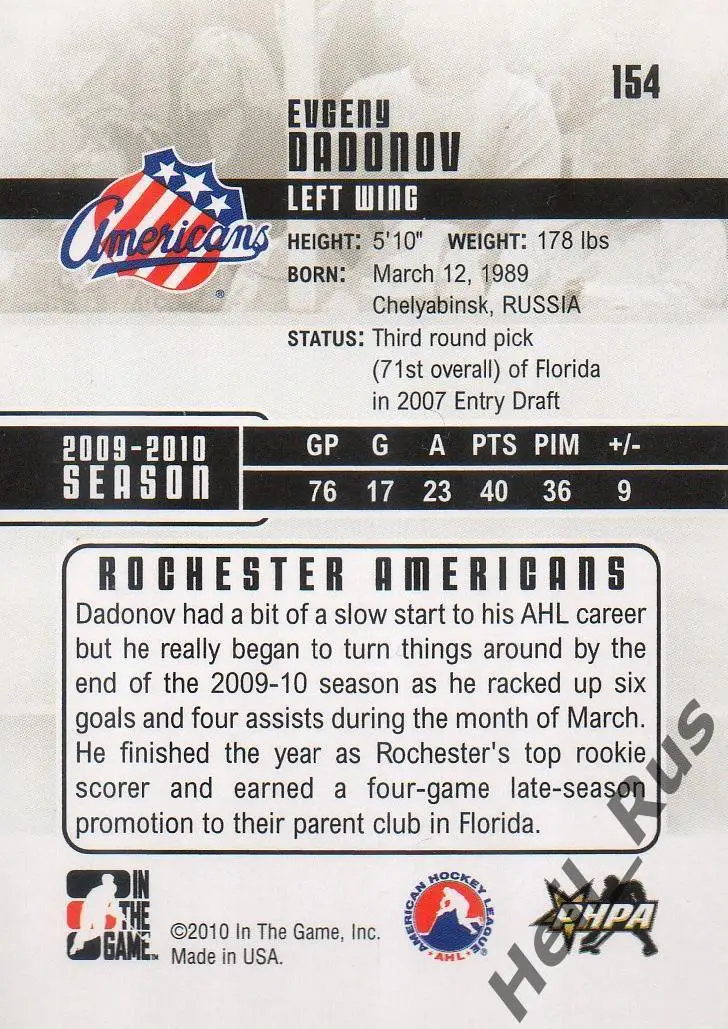 154
EVGENY
DADONOV
LEFT WING
Americans
®
HEIGHT: 5'10" WEIGHT: 178 lbs
BORN: March 12, 1989
Chelyabinsk, RUSSIA
STATUS: Third round pick
(71st overall) of Florida
in 2007 Entry Draft
2009-2010
SEASON
GP G A PTS PIM +/-
76 17 23 40 36 9
ROCHESTER AMERICANS
Dadonov had a bit of a slow start to his AHL career
but he really began to turn things around by the
end of the 2009-10 season as he racked up six
goals and four assists during the month of March.
He finished the year as Rochester's top rookie
scorer and earned a four-game late-season
promotion to their parent club in Florida.
IN
THE
GAME™
©2010 In The Game, Inc.
Made in USA.
AMERICAN HOCKEY LEAGUE
AHL
PHPA